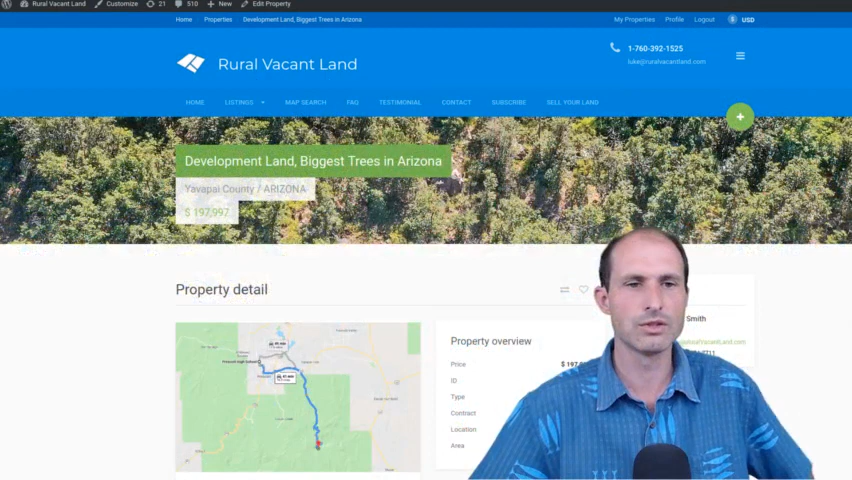 Rural Vacant Land Customize 21 510 New Edit Property
Home Properties Development Land, Biggest Trees in Arizona My Properties Profile Logout $ USD
Rural Vacant Land
1-760-392-1525
luke@ruralvacantland.com
HOME LISTINGS MAP SEARCH FAQ TESTIMONIAL CONTACT SUBSCRIBE SELL YOUR LAND
+
Development Land, Biggest Trees in Arizona
Yavapai County / ARIZONA
$ 197,997
Property detail
Smith
VacantLand.com
Property overview
Price $ 197,
ID
Type
Contract
Location
Area